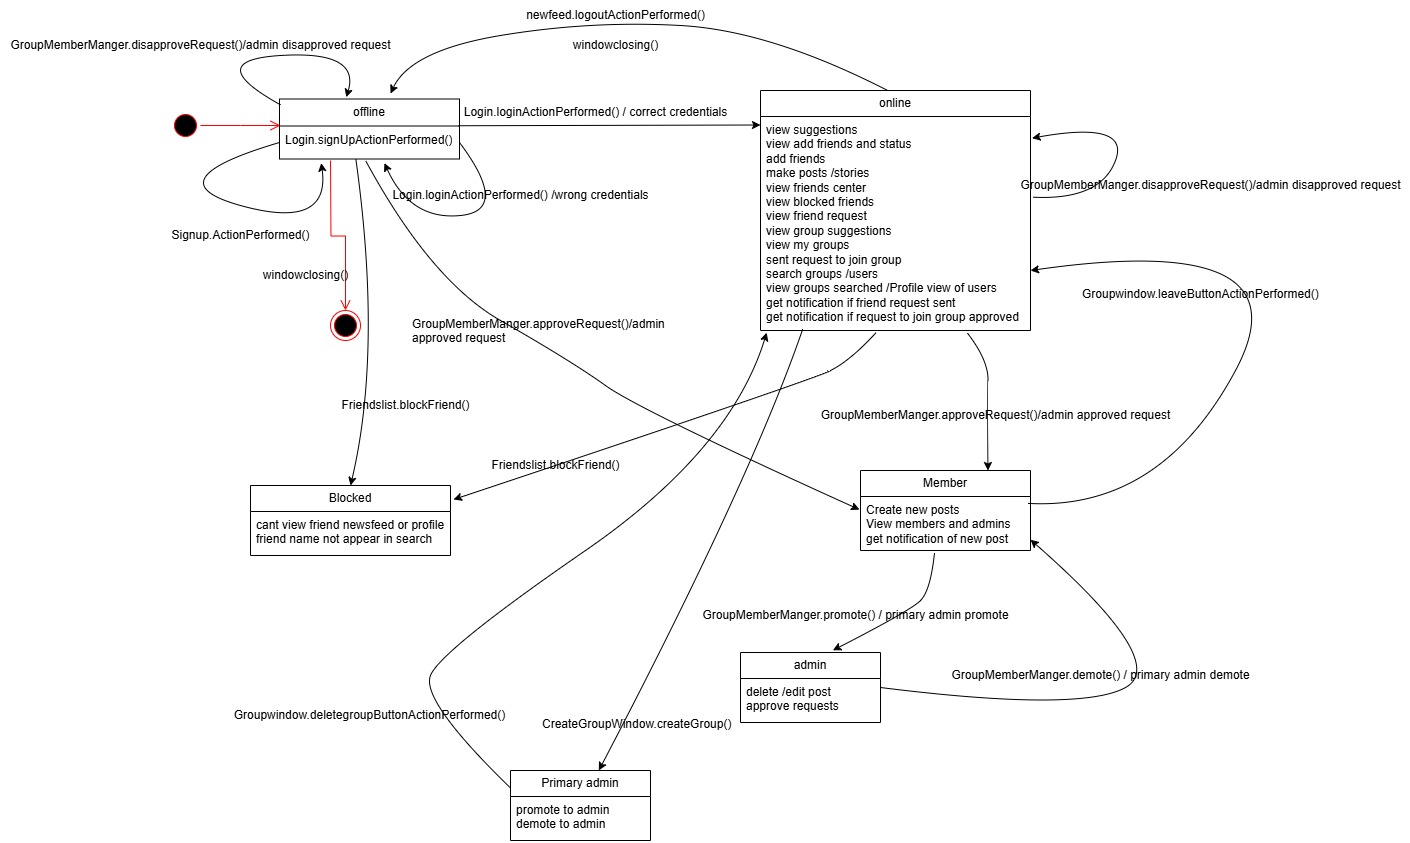 newfeed.logoutActionPerformed()
GroupMemberManger.disapproveRequest()/admin disapproved request
windowclosing()
offline
Login.signUpActionPerformed()
Login.loginActionPerformed() / correct credentials
online
view suggestions
view add friends and status
add friends
make posts /stories
view friends center
view blocked friends
view friend request
view group suggestions
view my groups
sent request to join group
search groups /users
view groups searched /Profile view of users
get notification if friend request sent
get notification if request to join group approved
GroupMemberManger.disapproveRequest()/admin disapproved request
Login.loginActionPerformed() /wrong credentials
Signup.ActionPerformed()
windowclosing()
Groupwindow.leaveButtonActionPerformed()
GroupMemberManger.approveRequest()/admin
approved request
Friendslist.blockFriend()
GroupMemberManger.approveRequest()/admin approved request
Friendslist.blockFriend()
Blocked
cant view friend newsfeed or profile
friend name not appear in search
Member
Create new posts
View members and admins
get notification of new post
GroupMemberManger.promote() / primary admin promote
admin
delete /edit post
approve requests
GroupMemberManger.demote() / primary admin demote
Groupwindow.deletegroupButtonActionPerformed()
CreateGroupWindow.createGroup()
Primary admin
promote to admin
demote to admin